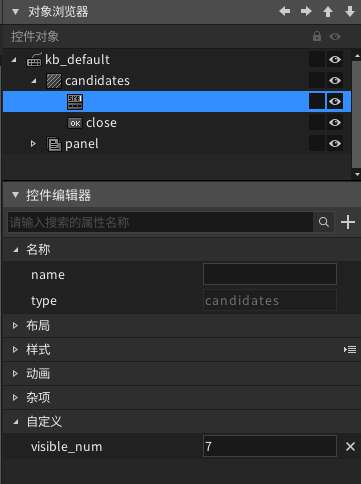 对象浏览器
控件对象
kb_default
candidates
close
panel
控件编辑器
请输入搜索的属性名称
名称
name
type candidates
布局
样式
动画
杂项
自定义
visible_num 7